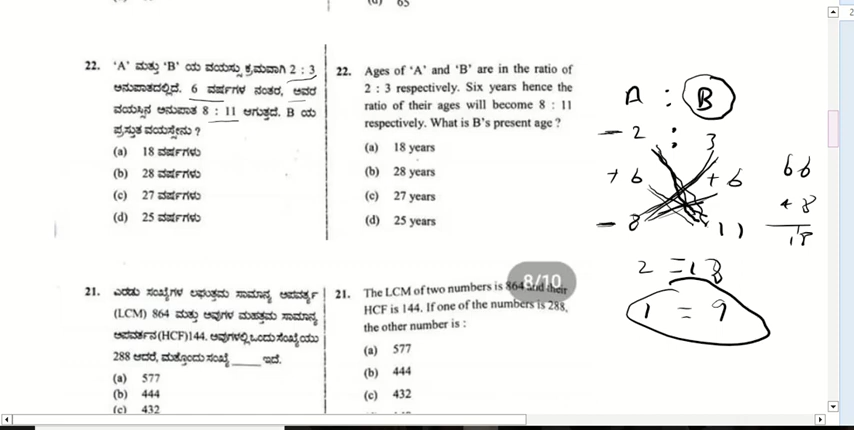 (d) 65
2
22. 'A' ಮತ್ತು 'B' ಯ ವಯಸ್ಸು ಕ್ರಮವಾಗಿ 2 : 3
ಅನುಪಾತದಲ್ಲಿದೆ. 6 ವರ್ಷಗಳ ನಂತರ, ಅವರ
ವಯಸ್ಸಿನ ಅನುಪಾತ 8 : 11 ಆಗುತ್ತದೆ. B ಯ
ಪ್ರಸ್ತುತ ವಯಸ್ಸೇನು ?
(a) 18 ವರ್ಷಗಳು
(b) 28 ವರ್ಷಗಳು
(c) 27 ವರ್ಷಗಳು
(d) 25 ವರ್ಷಗಳು
22. Ages of 'A' and 'B' are in the ratio of
2 : 3 respectively. Six years hence the
ratio of their ages will become 8 : 11
respectively. What is B's present age ?
(a) 18 years
(b) 28 years
(c) 27 years
(d) 25 years
A : B
- 2 : 3
+ 6 + 6
- 8 11
66
+ 8
18
2 = 18
1 = 9
21. ಎರಡು ಸಂಖ್ಯೆಗಳ ಲಘುತ್ತಮ ಸಾಮಾನ್ಯ ಅಪವರ್ತ್ಯ
(LCM) 864 ಮತ್ತು ಅವುಗಳ ಮಹತ್ತಮ ಸಾಮಾನ್ಯ
ಅಪವರ್ತನ (HCF)144. ಅವುಗಳಲ್ಲಿ ಒಂದು ಸಂಖ್ಯೆಯು
288 ಆದರೆ, ಮತ್ತೊಂದು ಸಂಖ್ಯೆ _____ ಇದೆ.
(a) 577
(b) 444
(c) 432
21. The LCM of two numbers is 864 and their
HCF is 144. If one of the numbers is 288,
the other number is :
(a) 577
(b) 444
(c) 432
8/10